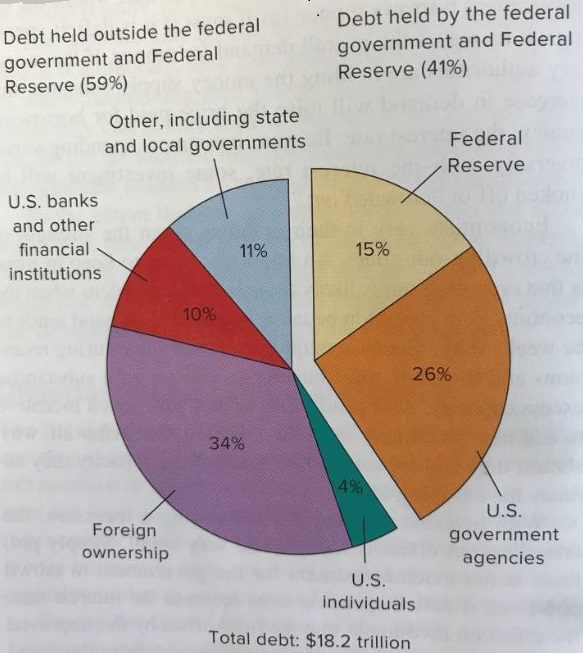 Debt held outside the federal
government and Federal
Reserve (59%)
Debt held by the federal
government and Federal
Reserve (41%)
Other, including state
and local governments
Federal
Reserve
U.S. banks
and other
financial
institutions
11%
15%
10%
26%
34%
4%
Foreign
ownership
U.S.
government
agencies
U.S.
individuals
Total debt: $18.2 trillion